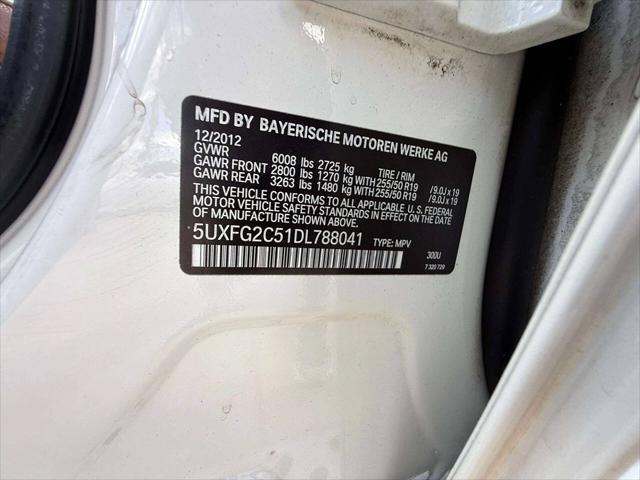 MFD BY BAYERISCHE MOTOREN WERKE AG
12/2012
GVWR 6008 lbs 2725 kg TIRE / RIM
GAWR FRONT 2800 lbs 1270 kg WITH 255/50 R19 /9.0J x 19
GAWR REAR 3263 lbs 1480 kg WITH 255/50 R19 /9.0J x 19
THIS VEHICLE CONFORMS TO ALL APPLICABLE U.S. FEDERAL
MOTOR VEHICLE SAFETY STANDARDS IN EFFECT ON THE
DATE OF MANUFACTURE SHOWN ABOVE.
5UXFG2C51DL788041 TYPE: MPV
300U
7 320 729